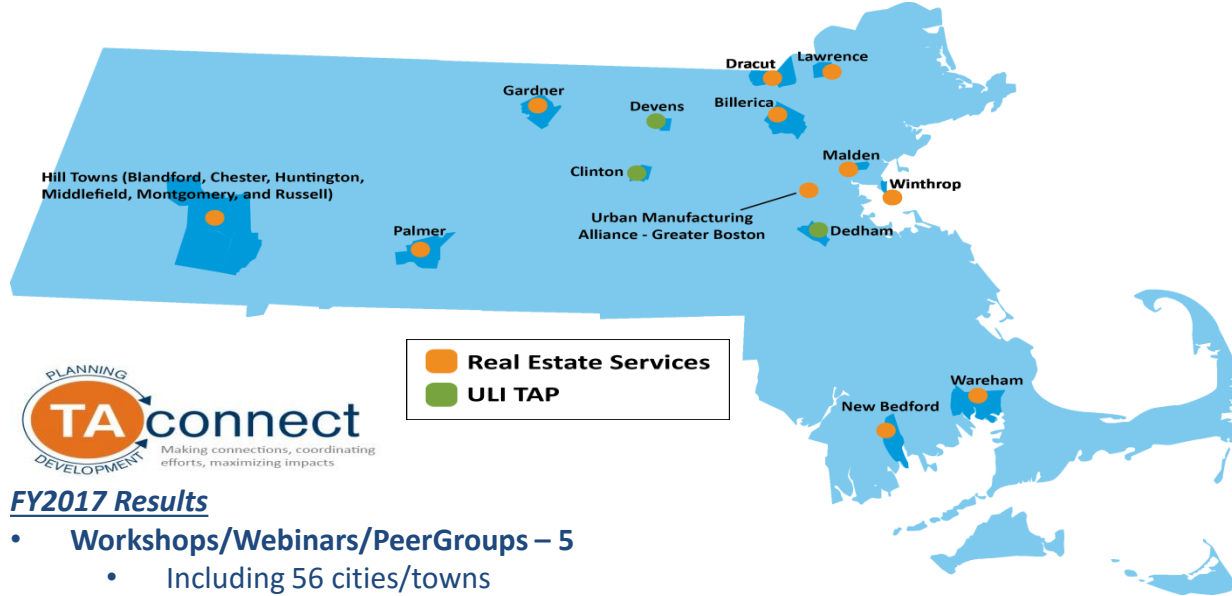 Dracut
Lawrence
Gardner
Devens
Billerica
Malden
Clinton
Hill Towns (Blandford, Chester, Huntington,
Middlefield, Montgomery, and Russell)
Winthrop
Urban Manufacturing
Alliance - Greater Boston
Palmer
Dedham
Real Estate Services
ULI TAP
Wareham
New Bedford
PLANNING
TA connect
Making connections, coordinating
efforts, maximizing impacts
DEVELOPMENT
FY2017 Results
• Workshops/Webinars/PeerGroups – 5
• Including 56 cities/towns